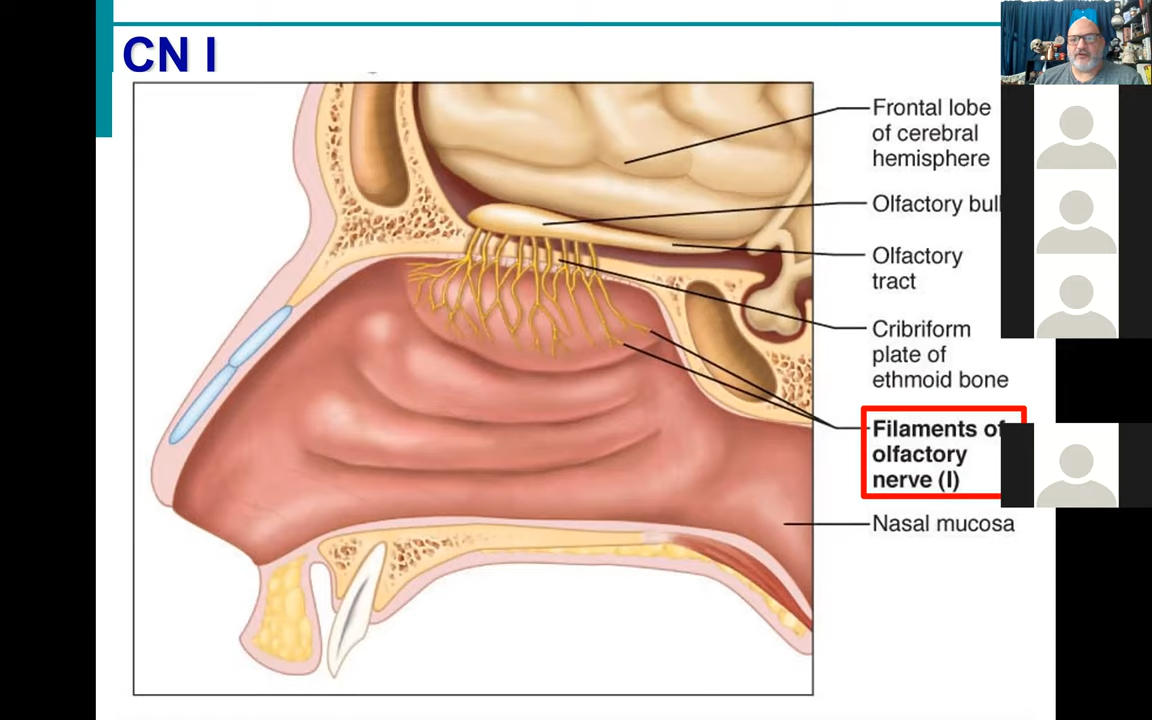 CN I
Frontal lobe
of cerebral
hemisphere
Olfactory
Olfactory
tract
Cribriform
plate of
ethmoid bone
Filaments of
olfactory
nerve (I)
Nasal mucosa